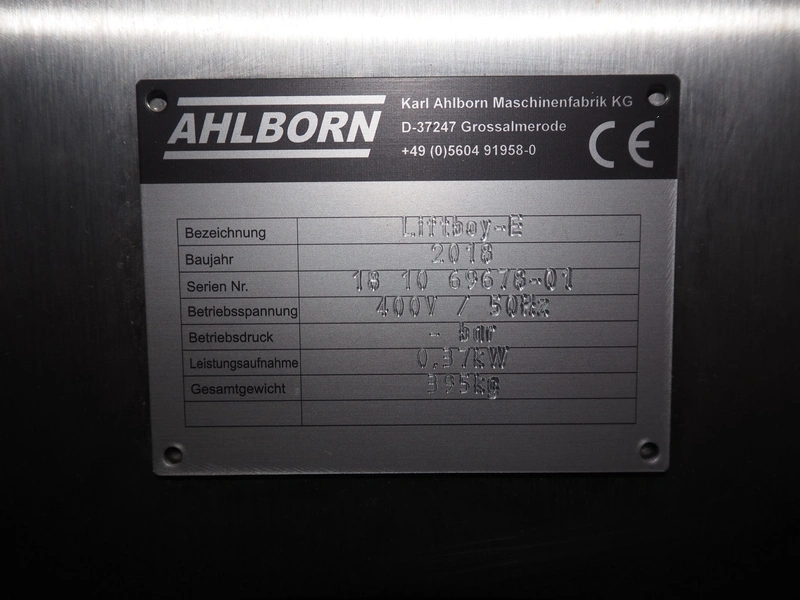 AHLBORN
Karl Ahlborn Maschinenfabrik KG
D-37247 Grossalmerode
+49 (0)5604 91958-0
CE
Bezeichnung Liftboy-E
Baujahr 2018
Serien Nr. 18 10 69678-01
Betriebsspannung 400V / 50Hz
Betriebsdruck - bar
Leistungsaufnahme 0,37kW
Gesamtgewicht 395kg